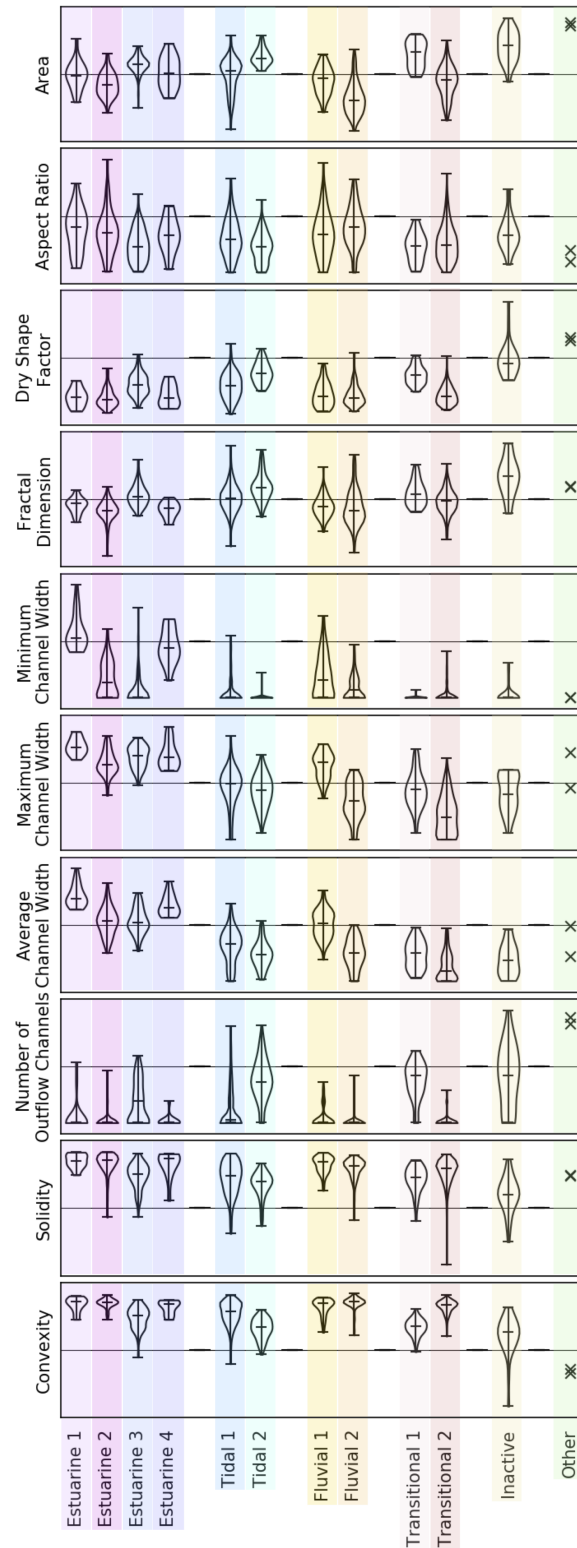 Area
Aspect Ratio
Dry Shape
Factor
Fractal
Dimension
Minimum
Channel Width
Maximum
Channel Width
Average
Channel Width
Number of
Outflow Channels
Solidity
Convexity
Estuarine 1
Estuarine 2
Estuarine 3
Estuarine 4
Tidal 1
Tidal 2
Fluvial 1
Fluvial 2
Transitional 1
Transitional 2
Inactive
Other